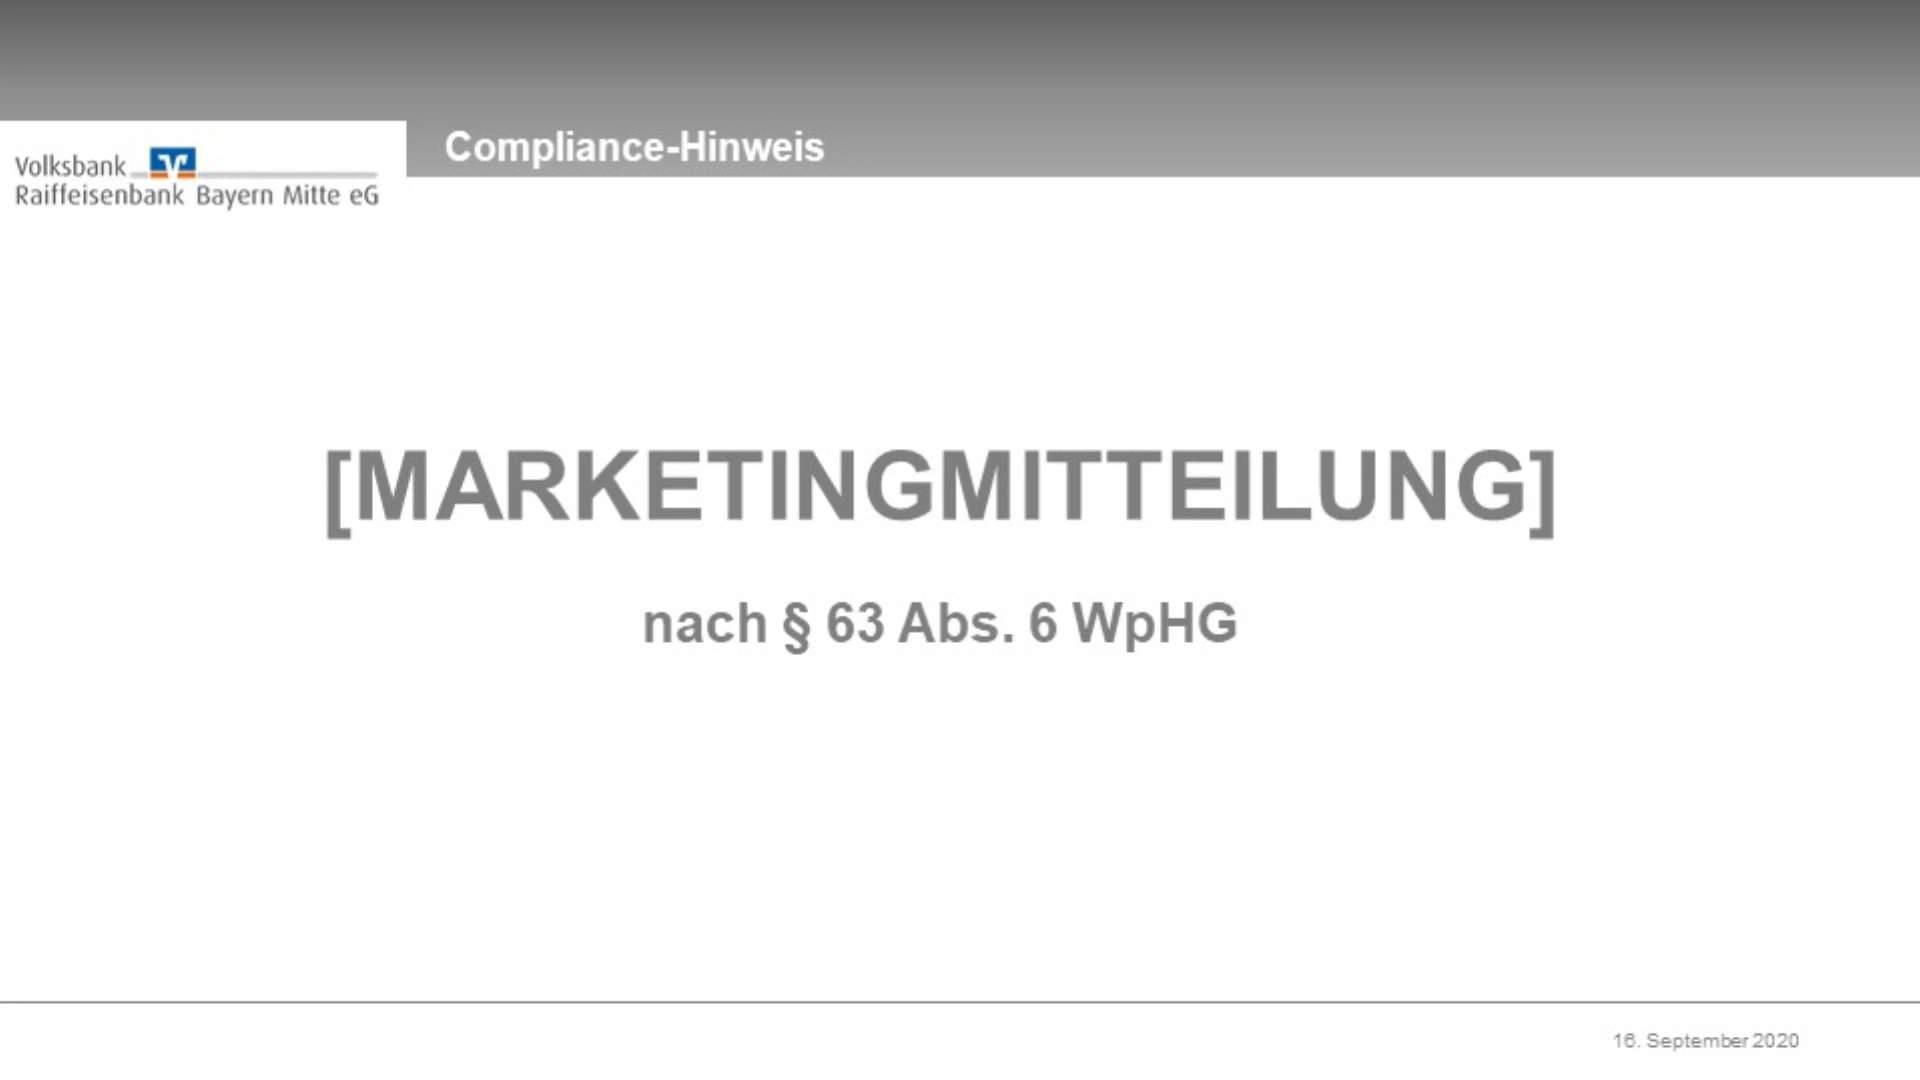 Compliance-Hinweis
Volksbank
Raiffeisenbank Bayern Mitte eG
[MARKETINGMITTEILUNG]
nach § 63 Abs. 6 WpHG
16. September 2020